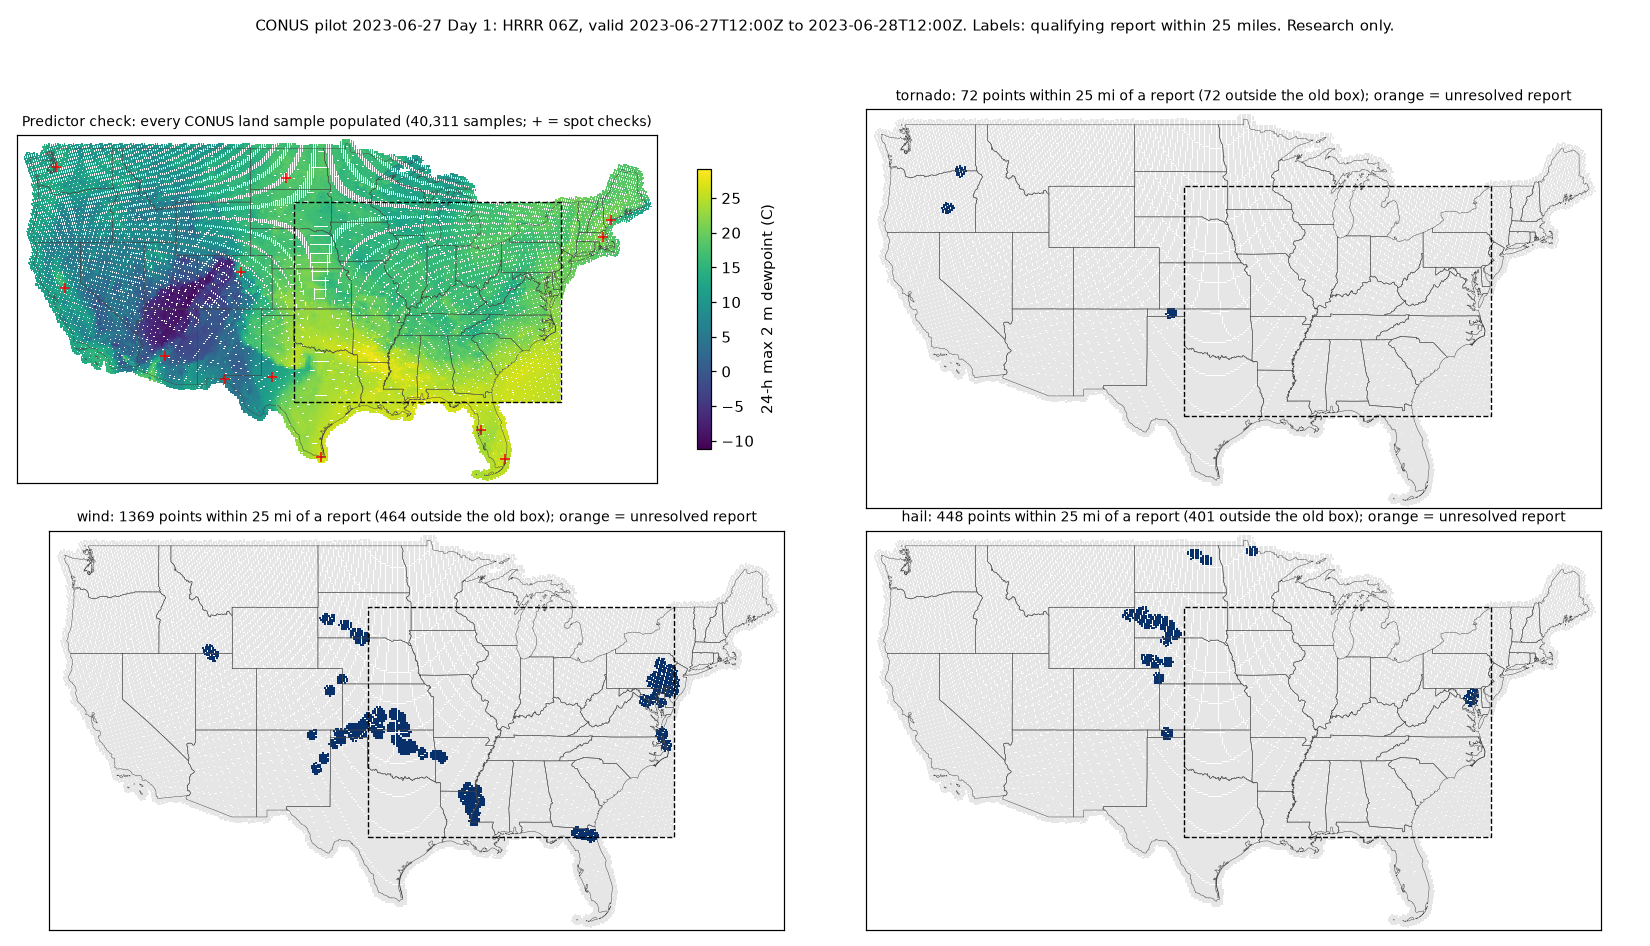 CONUS pilot 2023-06-27 Day 1: HRRR 06Z, valid 2023-06-27T12:00Z to 2023-06-28T12:00Z. Labels: qualifying report within 25 miles. Research only.
Predictor check: every CONUS land sample populated (40,311 samples; + = spot checks)
25
20
15
10
5
0
−5
−10
24-h max 2 m dewpoint (C)
tornado: 72 points within 25 mi of a report (72 outside the old box); orange = unresolved report
wind: 1369 points within 25 mi of a report (464 outside the old box); orange = unresolved report
hail: 448 points within 25 mi of a report (401 outside the old box); orange = unresolved report